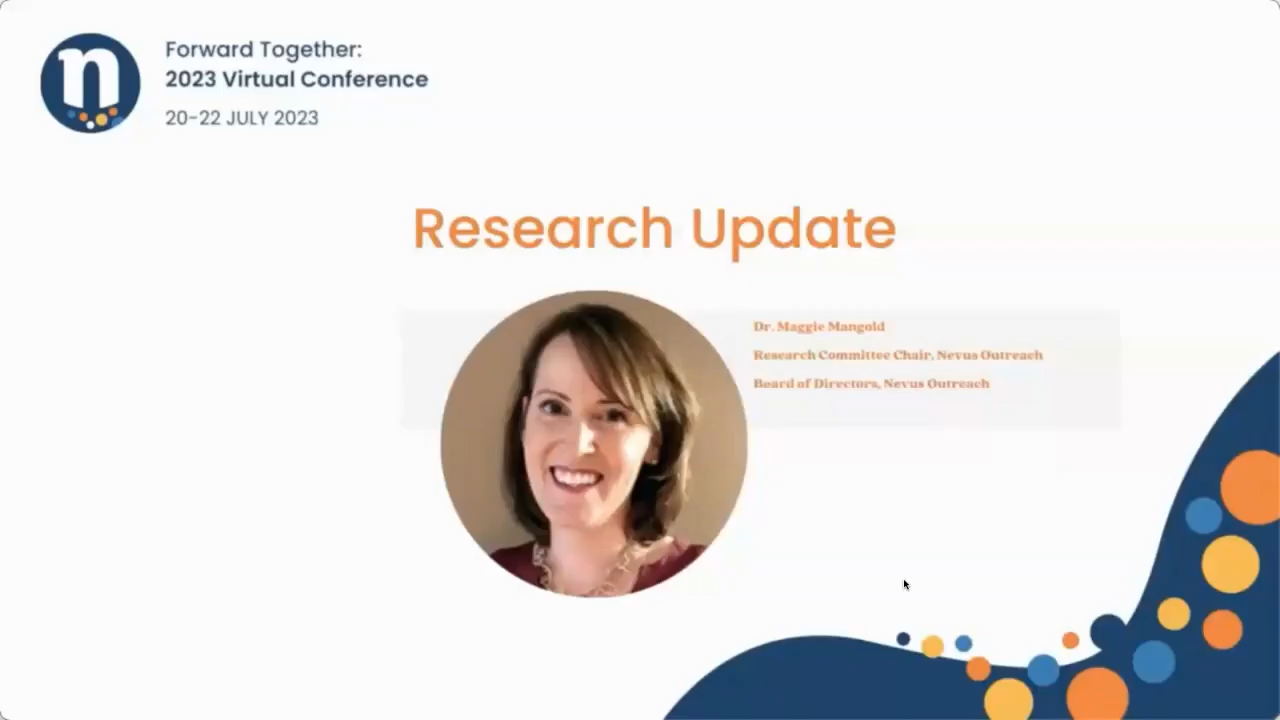 n
Forward Together:
2023 Virtual Conference
20-22 JULY 2023
Research Update
Dr. Maggie Mangold
Research Committee Chair, Nevus Outreach
Board of Directors, Nevus Outreach